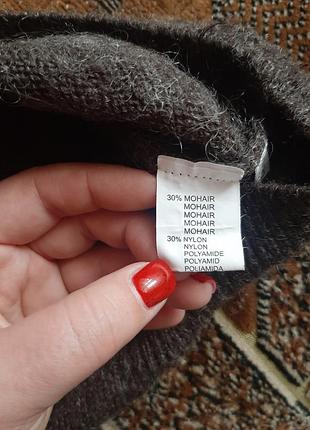 30% MOHAIR
MOHAIR
MOHAIR
MOHAIR
MOHAIR
30% NYLON
NYLON
POLYAMIDE
POLYAMID
POLIAMIDA